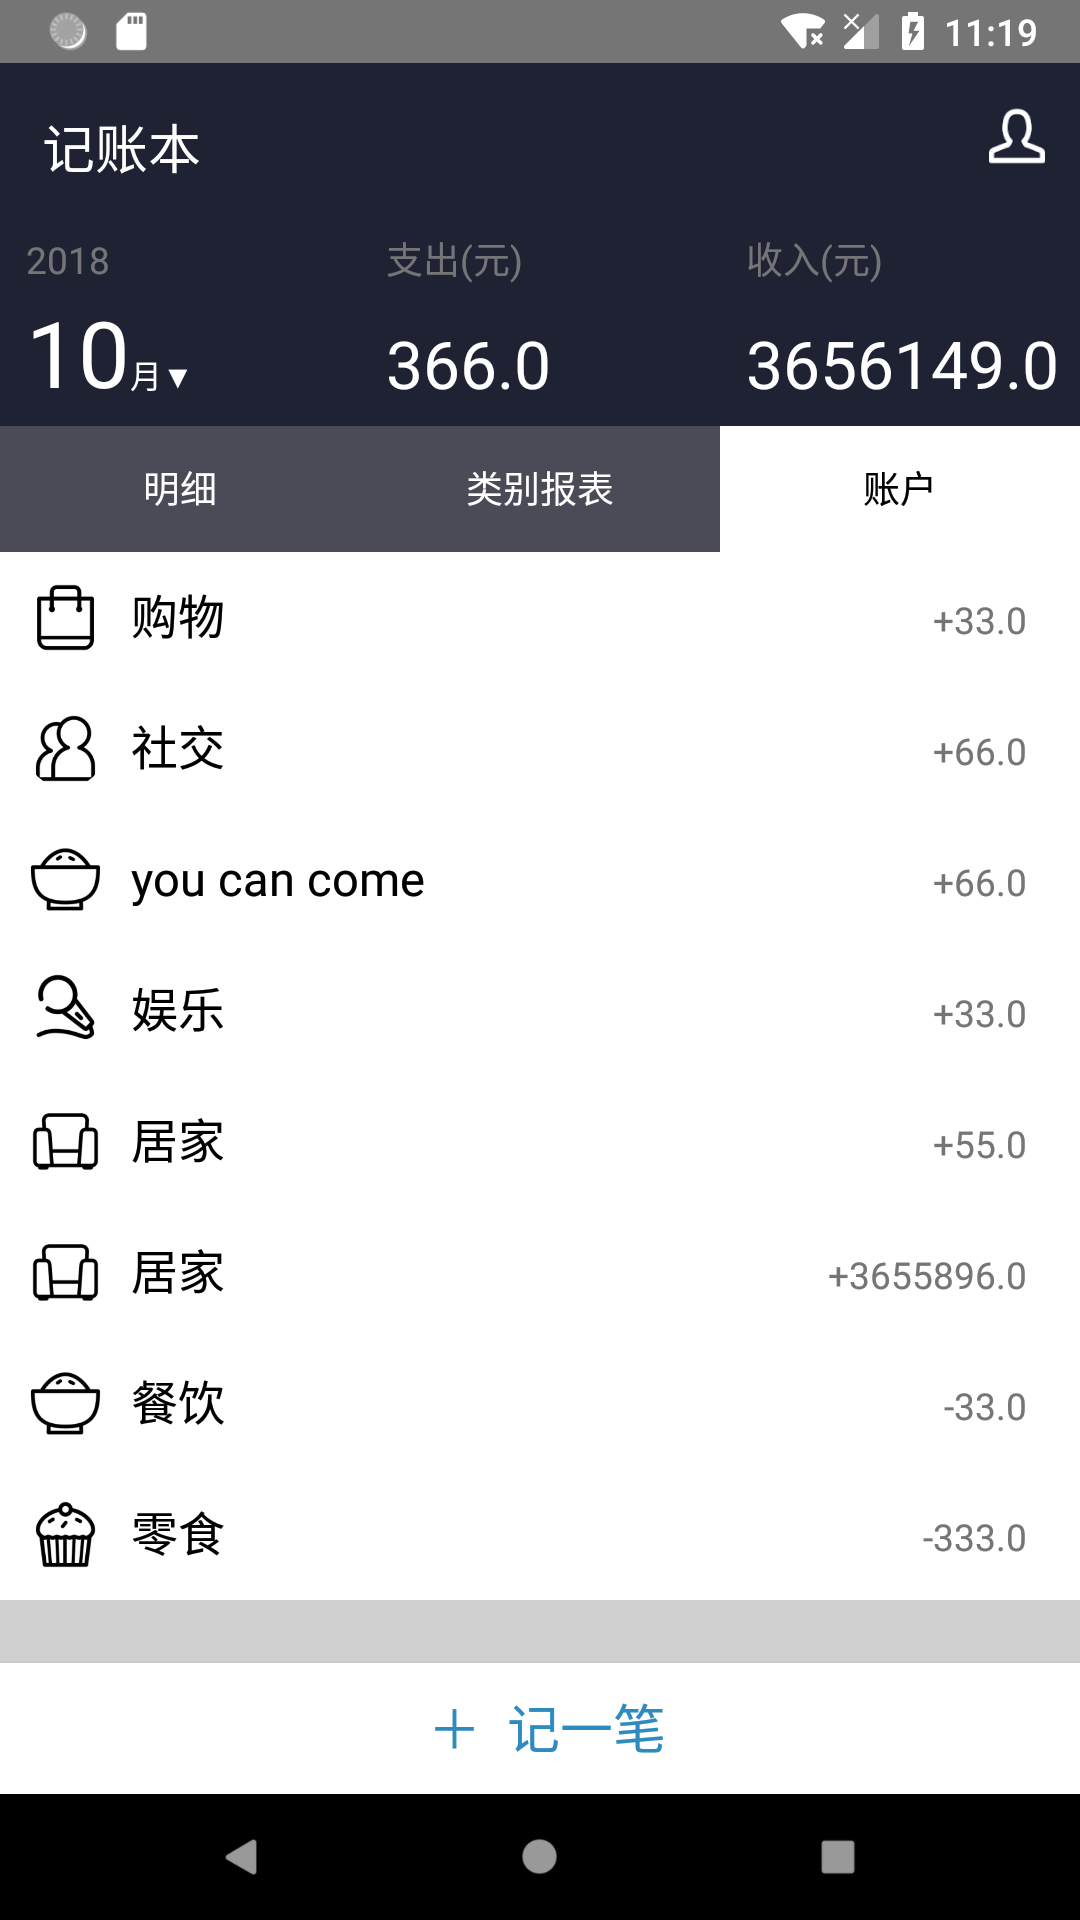 11:19
记账本
2018 支出(元) 收入(元)
10月▼ 366.0 3656149.0
明细 类别报表 账户
购物 +33.0
社交 +66.0
you can come +66.0
娱乐 +33.0
居家 +55.0
居家 +3655896.0
餐饮 -33.0
零食 -333.0
＋ 记一笔